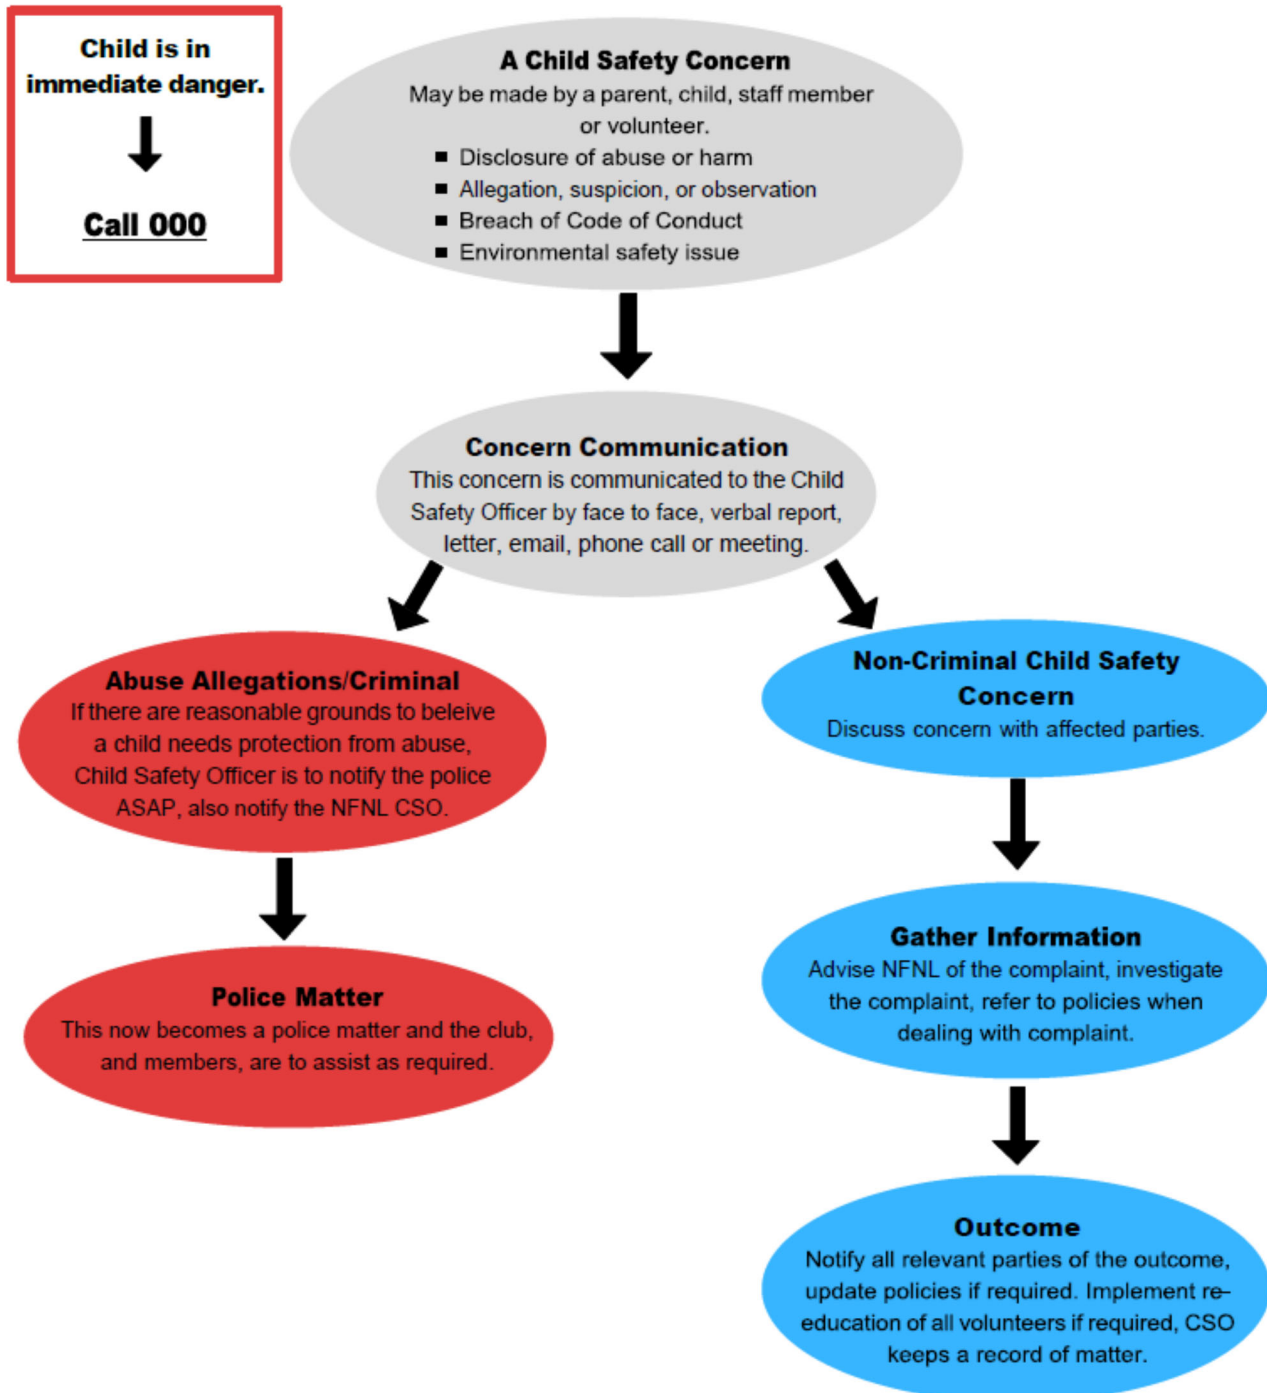 Child is in
immediate danger.
Call 000
A Child Safety Concern
May be made by a parent, child, staff member
or volunteer.
▪ Disclosure of abuse or harm
▪ Allegation, suspicion, or observation
▪ Breach of Code of Conduct
▪ Environmental safety issue
Concern Communication
This concern is communicated to the Child
Safety Officer by face to face, verbal report,
letter, email, phone call or meeting.
Abuse Allegations/Criminal
If there are reasonable grounds to beleive
a child needs protection from abuse,
Child Safety Officer is to notify the police
ASAP, also notify the NFNL CSO.
Police Matter
This now becomes a police matter and the club,
and members, are to assist as required.
Non-Criminal Child Safety
Concern
Discuss concern with affected parties.
Gather Information
Advise NFNL of the complaint, investigate
the complaint, refer to policies when
dealing with complaint.
Outcome
Notify all relevant parties of the outcome,
update policies if required. Implement re-
education of all volunteers if required, CSO
keeps a record of matter.